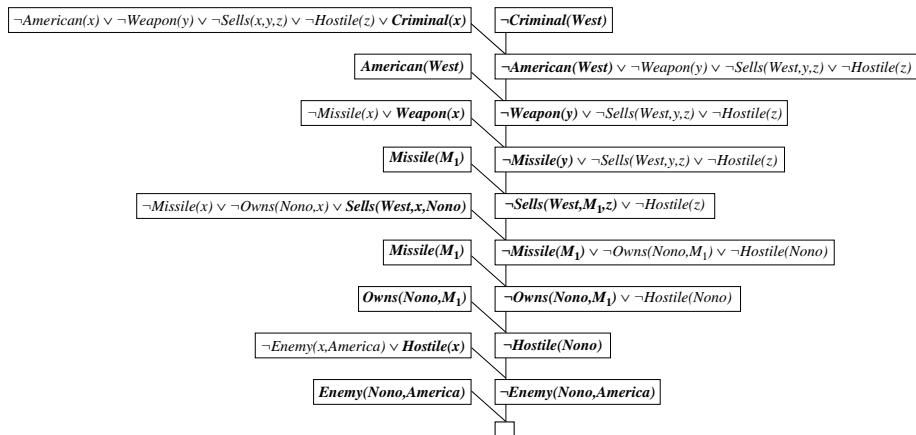 ¬American(x) ∨ ¬Weapon(y) ∨ ¬Sells(x,y,z) ∨ ¬Hostile(z) ∨ Criminal(x) ¬Criminal(West)
American(West) ¬American(West) ∨ ¬Weapon(y) ∨ ¬Sells(West,y,z) ∨ ¬Hostile(z)
¬Missile(x) ∨ Weapon(x) ¬Weapon(y) ∨ ¬Sells(West,y,z) ∨ ¬Hostile(z)
Missile(M₁) ¬Missile(y) ∨ ¬Sells(West,y,z) ∨ ¬Hostile(z)
¬Missile(x) ∨ ¬Owns(Nono,x) ∨ Sells(West,x,Nono) ¬Sells(West,M₁,z) ∨ ¬Hostile(z)
Missile(M₁) ¬Missile(M₁) ∨ ¬Owns(Nono,M₁) ∨ ¬Hostile(Nono)
Owns(Nono,M₁) ¬Owns(Nono,M₁) ∨ ¬Hostile(Nono)
¬Enemy(x,America) ∨ Hostile(x) ¬Hostile(Nono)
Enemy(Nono,America) ¬Enemy(Nono,America)